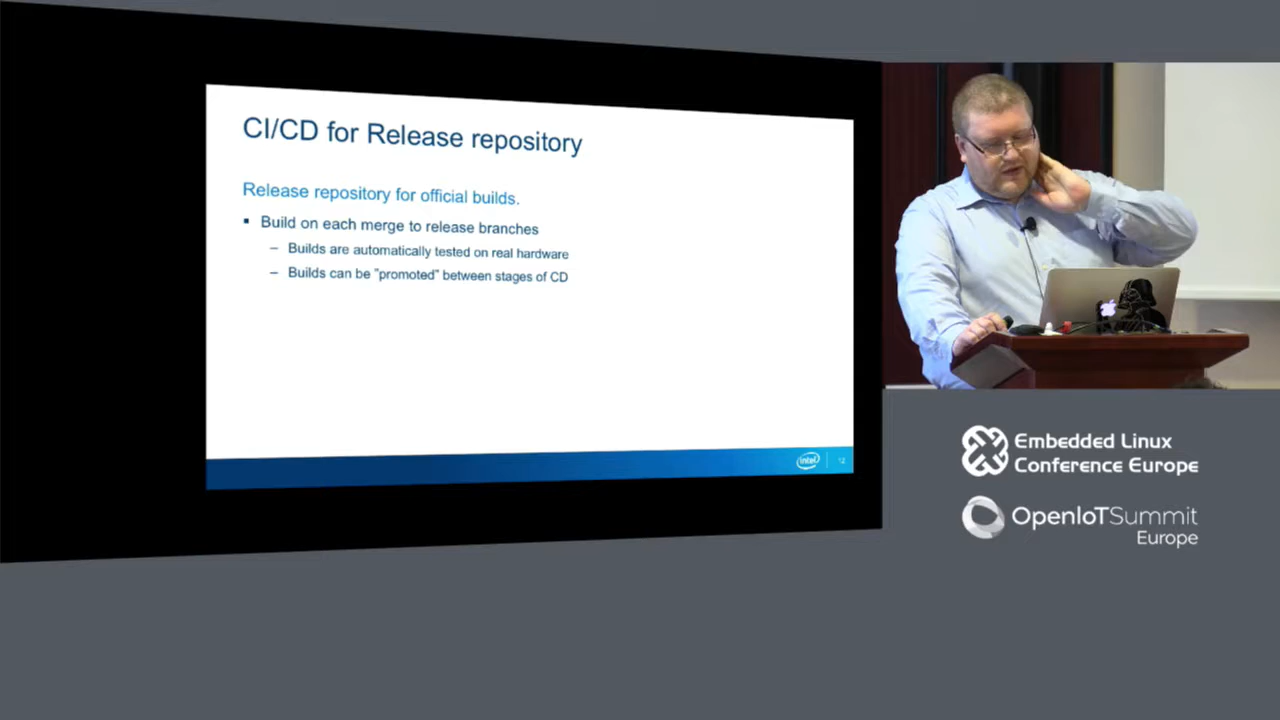 CI/CD for Release repository
Release repository for official builds.
▪ Build on each merge to release branches
– Builds are automatically tested on real hardware
– Builds can be "promoted" between stages of CD
intel
12
Embedded Linux
Conference Europe
OpenIoTSummit
Europe